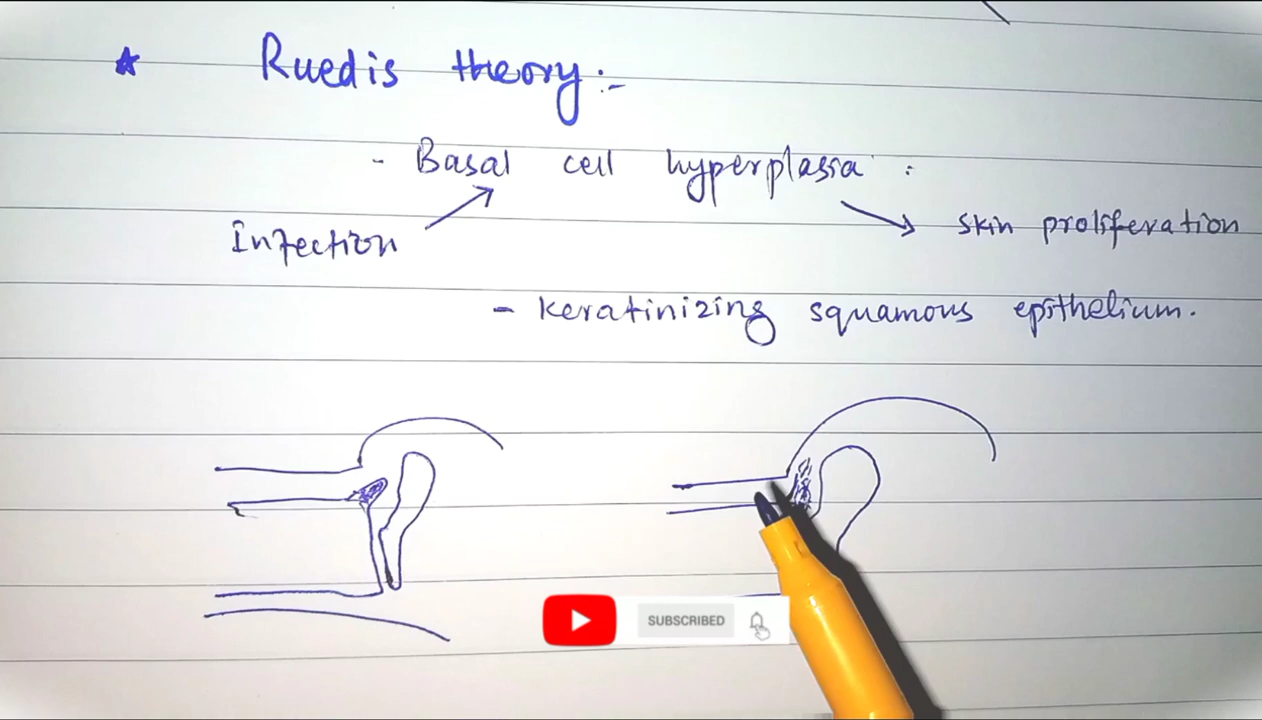 Ruedis theory:-
- Basal cell hyperplasia :
Infection
skin proliferation
- keratinizing squamous epithelium.
SUBSCRIBED